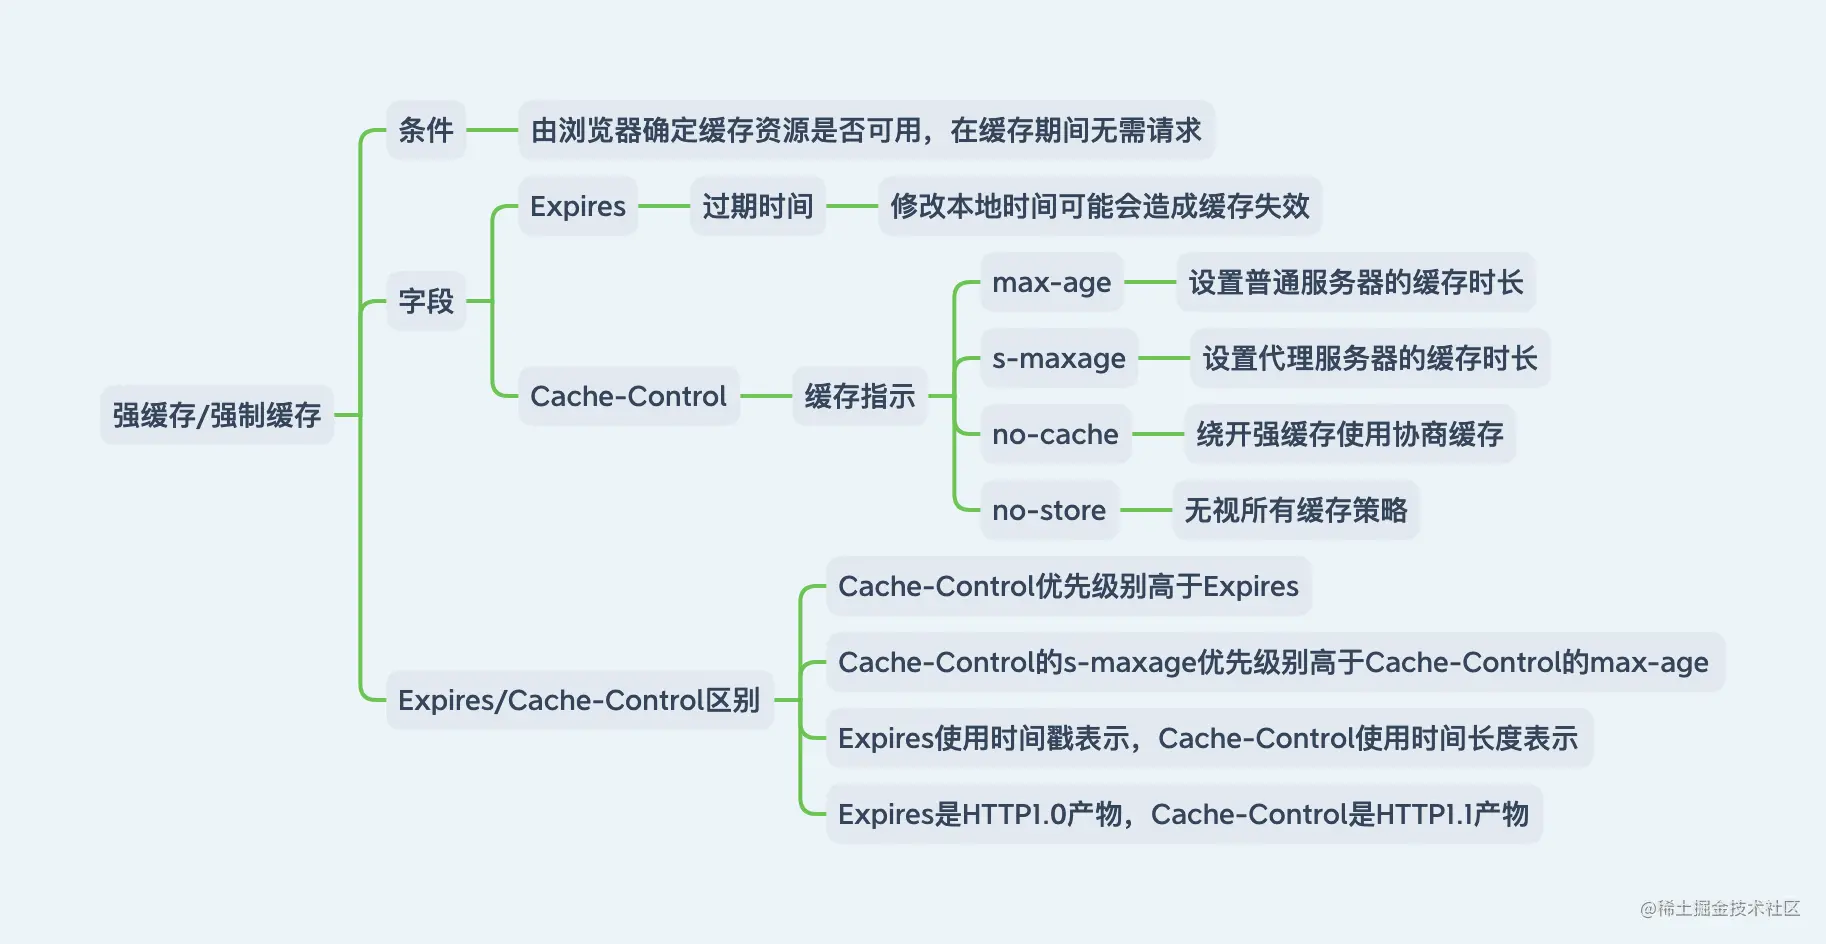 强缓存/强制缓存
条件
由浏览器确定缓存资源是否可用，在缓存期间无需请求
字段
Expires
过期时间
修改本地时间可能会造成缓存失效
Cache-Control
缓存指示
max-age
设置普通服务器的缓存时长
s-maxage
设置代理服务器的缓存时长
no-cache
绕开强缓存使用协商缓存
no-store
无视所有缓存策略
Expires/Cache-Control区别
Cache-Control优先级别高于Expires
Cache-Control的s-maxage优先级别高于Cache-Control的max-age
Expires使用时间戳表示，Cache-Control使用时间长度表示
Expires是HTTP1.0产物，Cache-Control是HTTP1.1产物
@稀土掘金技术社区